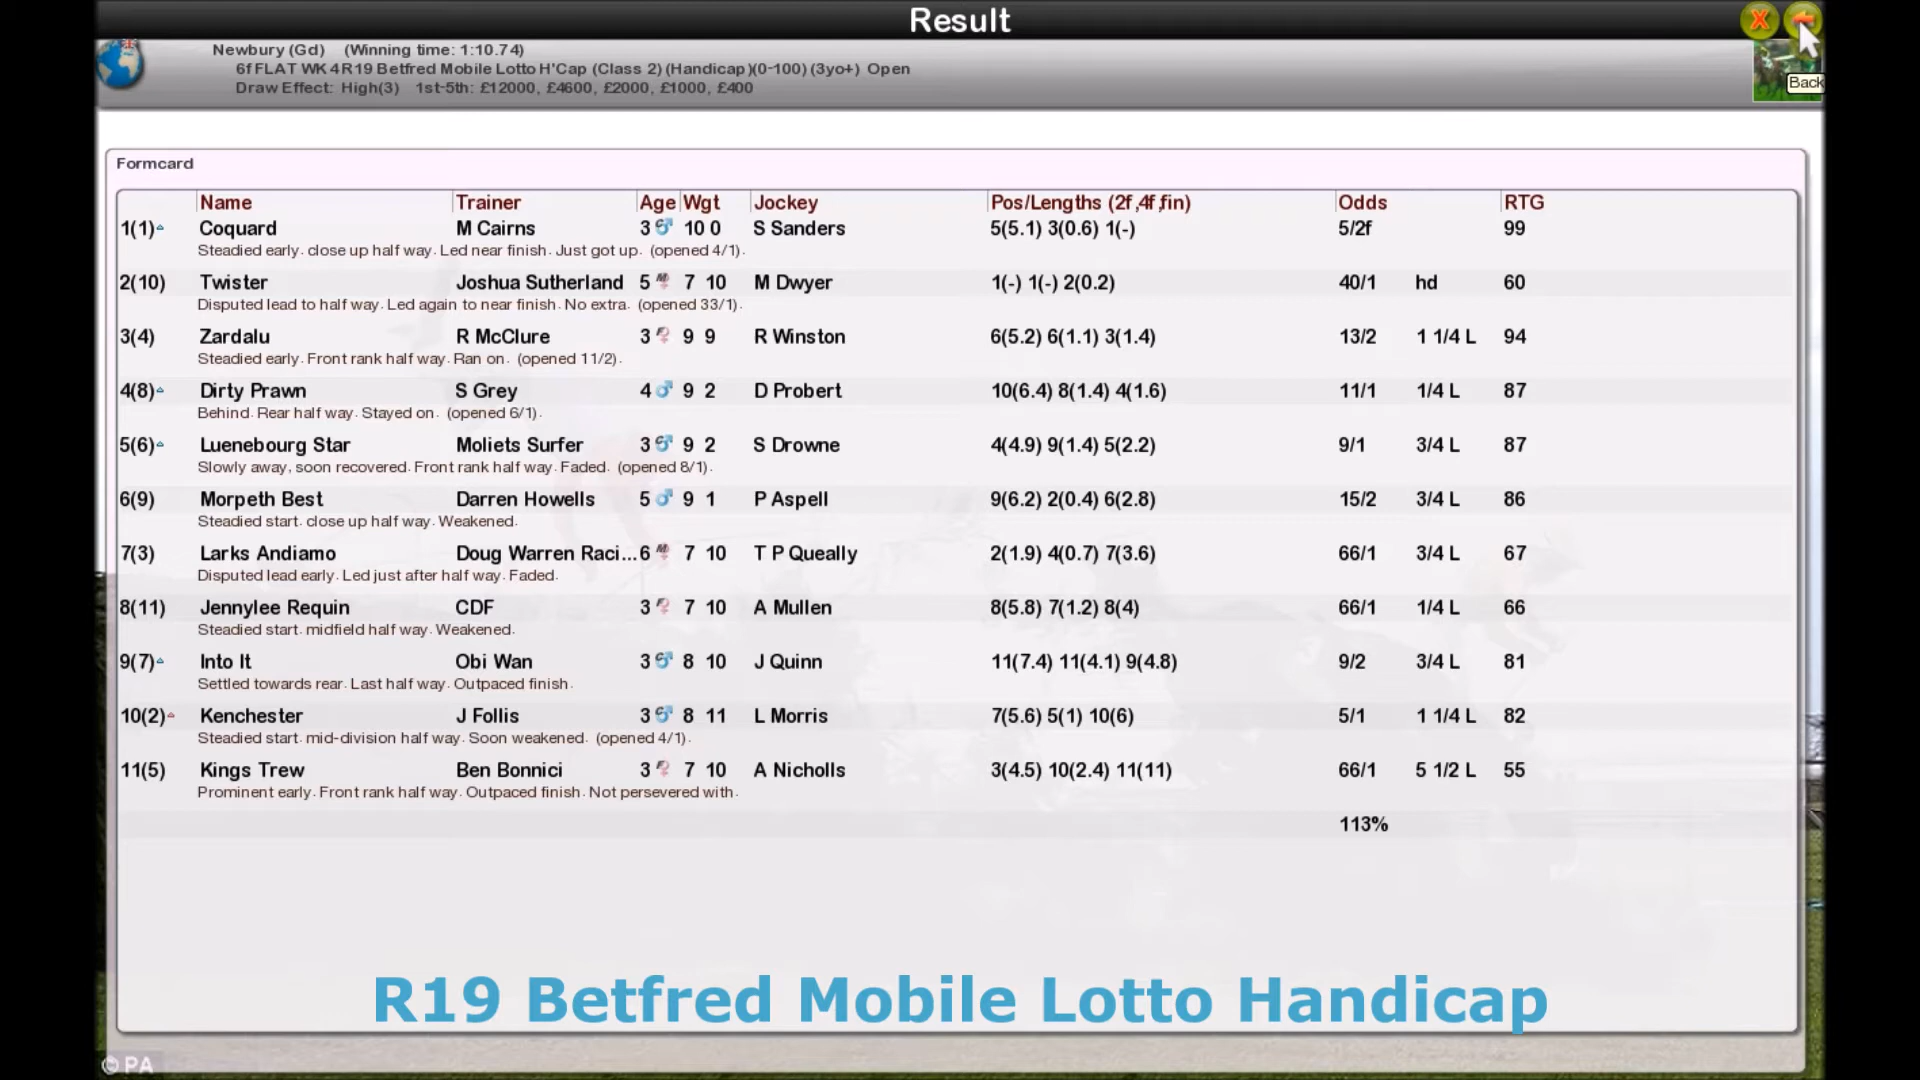 Result
Newbury (Gd) (Winning time: 1:10.74)
6f FLAT WK 4 R19 Betfred Mobile Lotto H'Cap (Class 2) (Handicap)(0-100) (3yo+) Open
Draw Effect: High(3) 1st-5th: £12000, £4600, £2000, £1000, £400
Back
Formcard
Name Trainer Age Wgt Jockey Pos/Lengths (2f,4f,fin) Odds RTG
1(1) Coquard M Cairns 3 10 0 S Sanders 5(5.1) 3(0.6) 1(-) 5/2f 99
Steadied early. close up half way. Led near finish. Just got up. (opened 4/1).
2(10) Twister Joshua Sutherland 5 7 10 M Dwyer 1(-) 1(-) 2(0.2) 40/1 hd 60
Disputed lead to half way. Led again to near finish. No extra. (opened 33/1).
3(4) Zardalu R McClure 3 9 9 R Winston 6(5.2) 6(1.1) 3(1.4) 13/2 1 1/4 L 94
Steadied early. Front rank half way. Ran on. (opened 11/2).
4(8) Dirty Prawn S Grey 4 9 2 D Probert 10(6.4) 8(1.4) 4(1.6) 11/1 1/4 L 87
Behind. Rear half way. Stayed on. (opened 6/1).
5(6) Luenebourg Star Moliets Surfer 3 9 2 S Drowne 4(4.9) 9(1.4) 5(2.2) 9/1 3/4 L 87
Slowly away, soon recovered. Front rank half way. Faded. (opened 8/1).
6(9) Morpeth Best Darren Howells 5 9 1 P Aspell 9(6.2) 2(0.4) 6(2.8) 15/2 3/4 L 86
Steadied start. close up half way. Weakened.
7(3) Larks Andiamo Doug Warren Raci... 6 7 10 T P Queally 2(1.9) 4(0.7) 7(3.6) 66/1 3/4 L 67
Disputed lead early. Led just after half way. Faded.
8(11) Jennylee Requin CDF 3 7 10 A Mullen 8(5.8) 7(1.2) 8(4) 66/1 1/4 L 66
Steadied start. midfield half way. Weakened.
9(7) Into It Obi Wan 3 8 10 J Quinn 11(7.4) 11(4.1) 9(4.8) 9/2 3/4 L 81
Settled towards rear. Last half way. Outpaced finish.
10(2) Kenchester J Follis 3 8 11 L Morris 7(5.6) 5(1) 10(6) 5/1 1 1/4 L 82
Steadied start. mid-division half way. Soon weakened. (opened 4/1).
11(5) Kings Trew Ben Bonnici 3 7 10 A Nicholls 3(4.5) 10(2.4) 11(11) 66/1 5 1/2 L 55
Prominent early. Front rank half way. Outpaced finish. Not persevered with.
113%
R19 Betfred Mobile Lotto Handicap
© PA